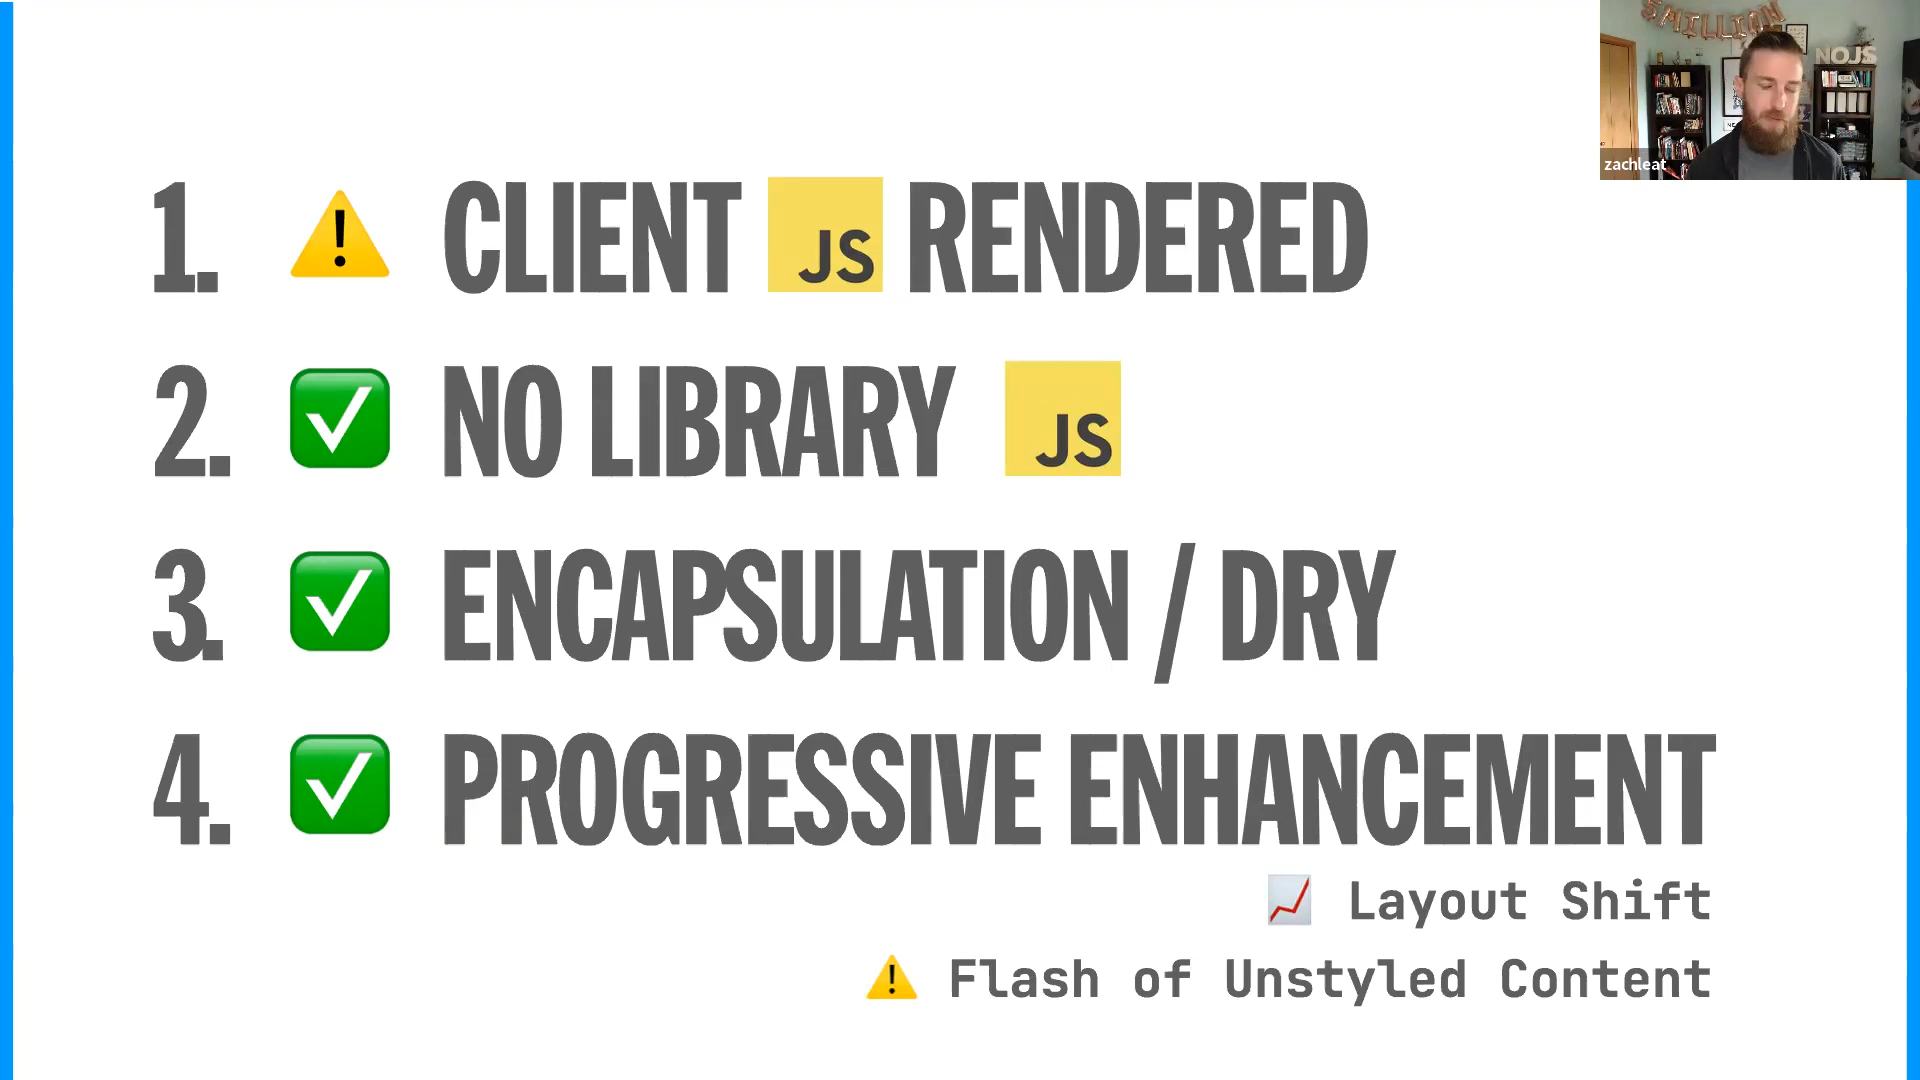 1. ⚠️ CLIENT JS RENDERED
2. ✅ NO LIBRARY JS
3. ✅ ENCAPSULATION / DRY
4. ✅ PROGRESSIVE ENHANCEMENT
📈 Layout Shift
⚠️ Flash of Unstyled Content
5MILLION
NOJS
zachleat